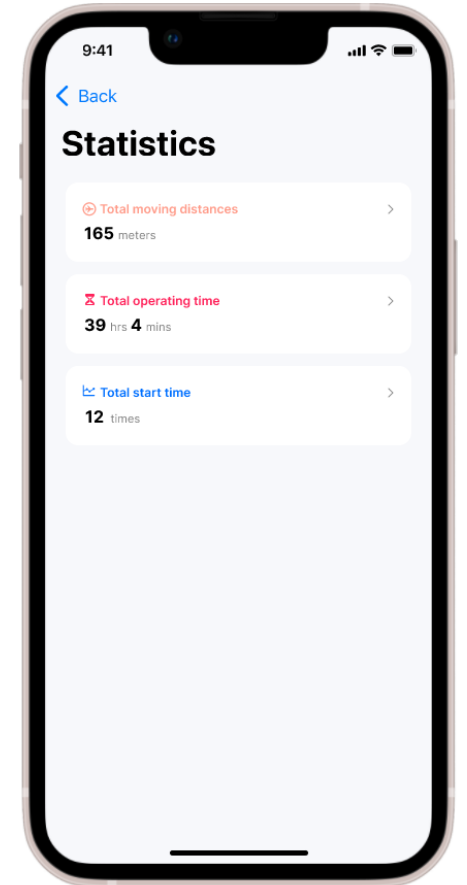 9:41
Back
Statistics
Total moving distances
165 meters
Total operating time
39 hrs 4 mins
Total start time
12 times